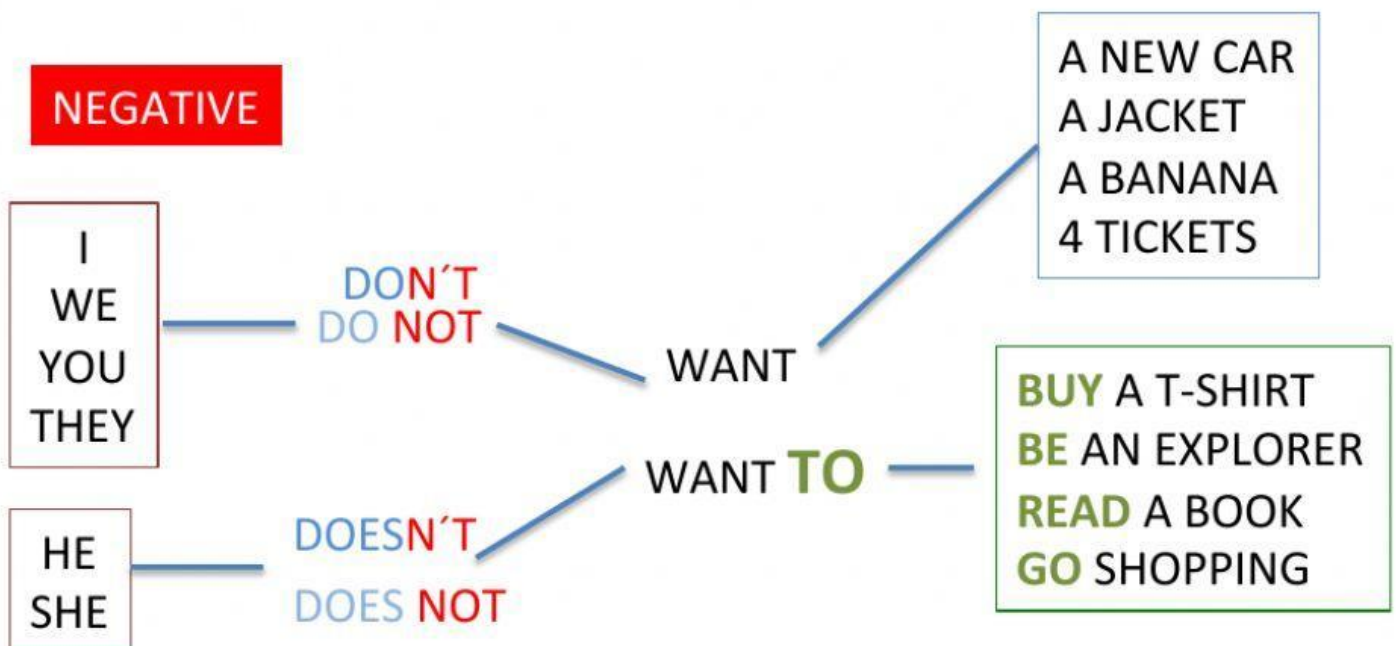 NEGATIVE
I
WE
YOU
THEY
HE
SHE
DON´T
DO NOT
DOESN´T
DOES NOT
WANT
WANT TO
A NEW CAR
A JACKET
A BANANA
4 TICKETS
BUY A T-SHIRT
BE AN EXPLORER
READ A BOOK
GO SHOPPING